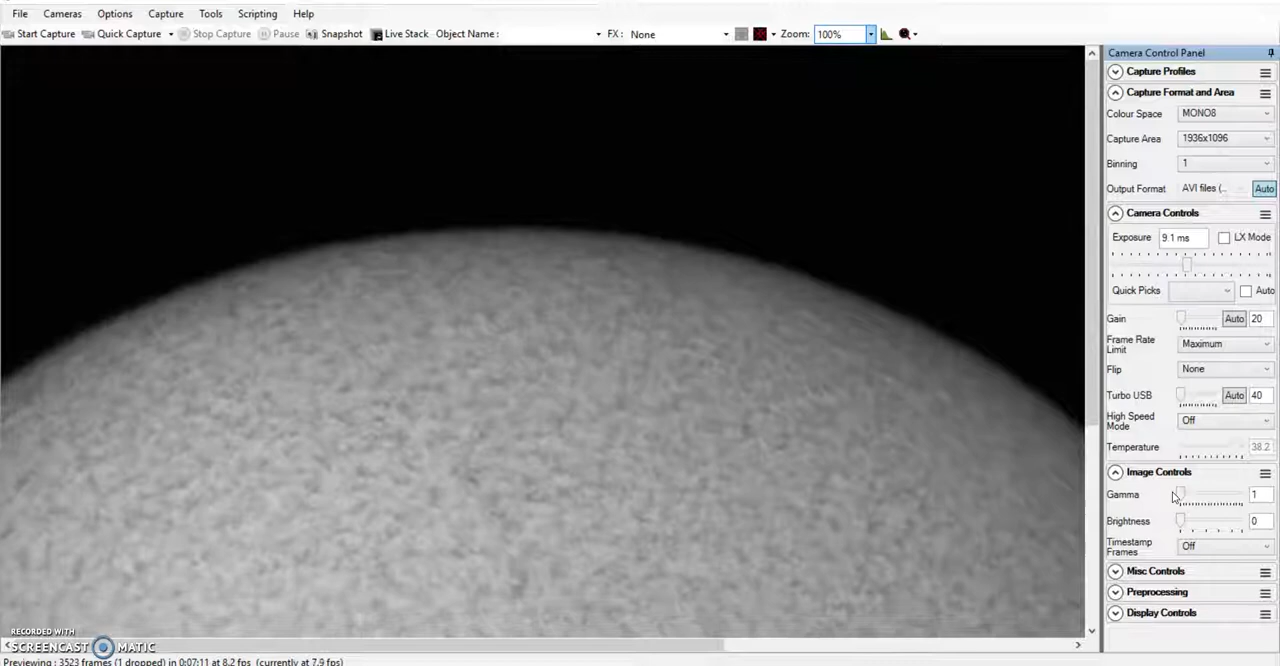 File Cameras Options Capture Tools Scripting Help
Start Capture Quick Capture Stop Capture Pause Snapshot Live Stack Object Name : FX : None Zoom: 100%
Camera Control Panel
Capture Profiles
Capture Format and Area
Colour Space MONO8
Capture Area 1936x1096
Binning 1
Output Format AVI files (.. Auto
Camera Controls
Exposure 9.1 ms LX Mode
Quick Picks Auto
Gain Auto 20
Frame Rate
Limit Maximum
Flip None
Turbo USB Auto 40
High Speed
Mode Off
Temperature 38.2
Image Controls
Gamma 1
Brightness 0
Timestamp
Frames Off
Misc Controls
Preprocessing
Display Controls
RECORDED WITH
SCREENCAST MATIC
Previewing : 3523 frames (1 dropped) in 0:07:11 at 8.2 fps (currently at 7.9 fps)